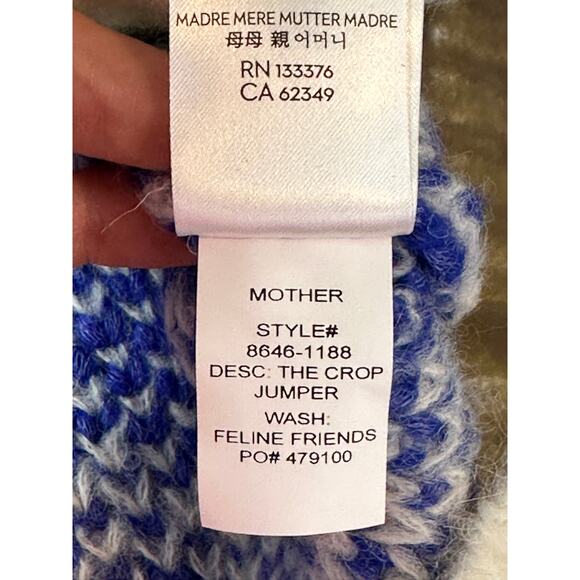 MADRE MERE MUTTER MADRE
母母 親 어머니
RN 133376
CA 62349
MOTHER
STYLE#
8646-1188
DESC: THE CROP
JUMPER
WASH:
FELINE FRIENDS
PO# 479100